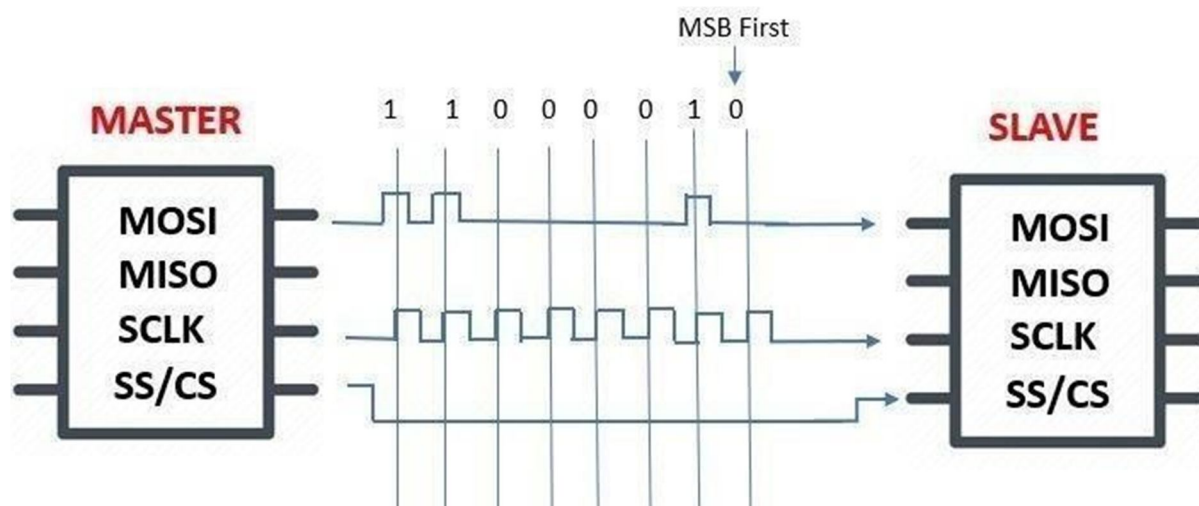 MSB First
1 1 0 0 0 0 1 0
MASTER
SLAVE
MOSI
MISO
SCLK
SS/CS
MOSI
MISO
SCLK
SS/CS